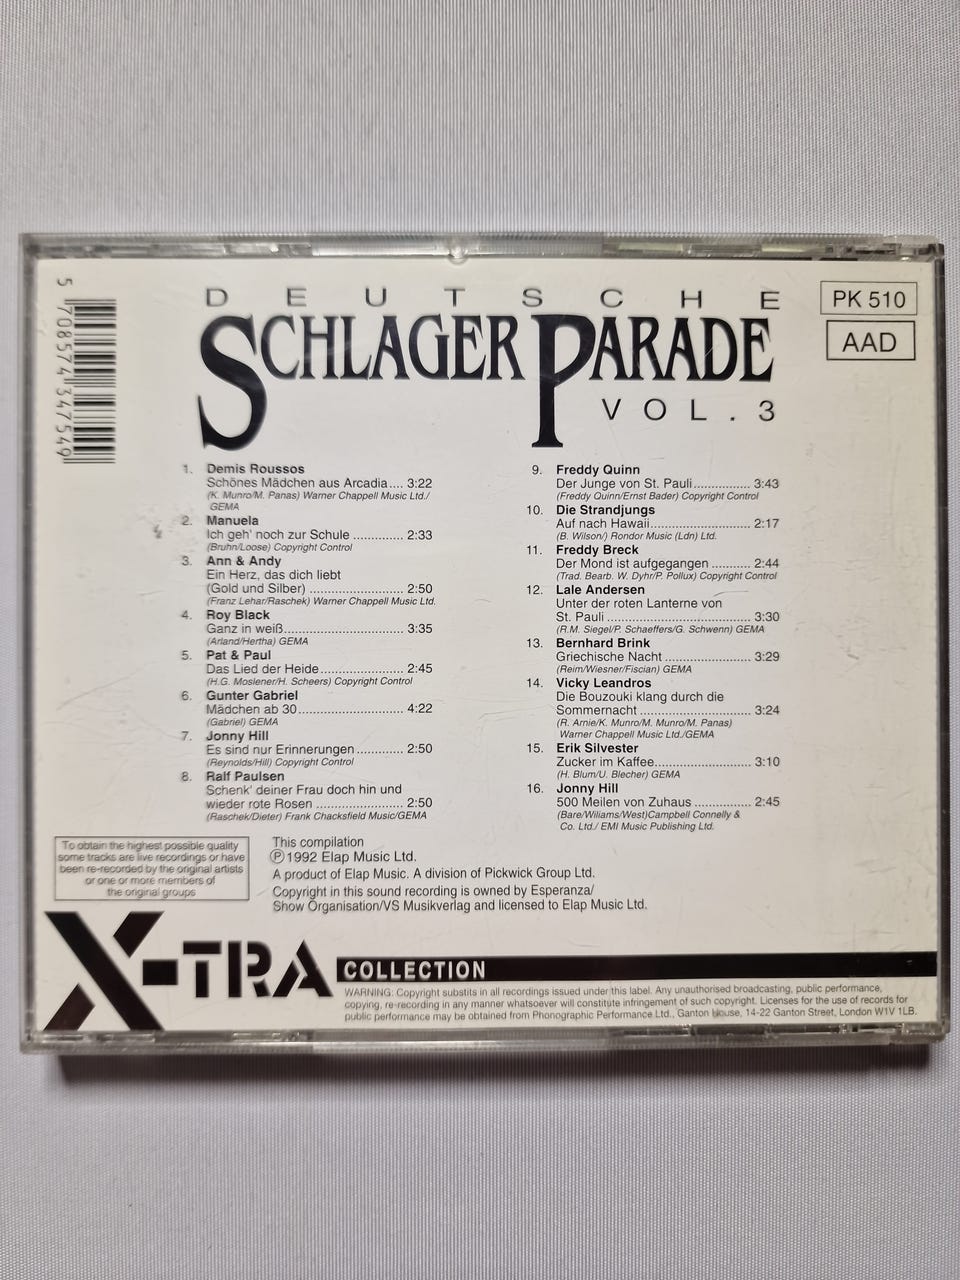 5 708574 347549
DEUTSCHE
SCHLAGER PARADE
VOL. 3
PK 510
AAD
1. Demis Roussos
Schönes Mädchen aus Arcadia.... 3:22
(K. Munro/M. Panas) Warner Chappell Music Ltd./
GEMA
2. Manuela
Ich geh' noch zur Schule ............. 2:33
(Bruhn/Loose) Copyright Control
3. Ann & Andy
Ein Herz, das dich liebt
(Gold und Silber) ........................ 2:50
(Franz Lehar/Raschek) Warner Chappell Music Ltd.
4. Roy Black
Ganz in weiß............................... 3:35
(Arland/Hertha) GEMA
5. Pat & Paul
Das Lied der Heide...................... 2:45
(H.G. Moslener/H. Scheers) Copyright Control
6. Gunter Gabriel
Mädchen ab 30........................... 4:22
(Gabriel) GEMA
7. Jonny Hill
Es sind nur Erinnerungen ............ 2:50
(Reynolds/Hill) Copyright Control
8. Ralf Paulsen
Schenk' deiner Frau doch hin und
wieder rote Rosen ...................... 2:50
(Raschek/Dieter) Frank Chacksfield Music/GEMA
9. Freddy Quinn
Der Junge von St. Pauli............... 3:43
(Freddy Quinn/Ernst Bader) Copyright Control
10. Die Strandjungs
Auf nach Hawaii.......................... 2:17
(B. Wilson/) Rondor Music (Ldn) Ltd.
11. Freddy Breck
Der Mond ist aufgegangen .......... 2:44
(Trad. Bearb. W. Dyhr/P. Pollux) Copyright Control
12. Lale Andersen
Unter der roten Lanterne von
St. Pauli ..................................... 3:30
(R.M. Siegel/P. Schaeffers/G. Schwenn) GEMA
13. Bernhard Brink
Griechische Nacht ...................... 3:29
(Reim/Wiesner/Fiscian) GEMA
14. Vicky Leandros
Die Bouzouki klang durch die
Sommernacht ............................. 3:24
(R. Arnie/K. Munro/M. Munro/M. Panas)
Warner Chappell Music Ltd./GEMA
15. Erik Silvester
Zucker im Kaffee......................... 3:10
(H. Blum/U. Blecher) GEMA
16. Jonny Hill
500 Meilen von Zuhaus ............... 2:45
(Bare/Wiliams/West)Campbell Connelly &
Co. Ltd./ EMI Music Publishing Ltd.
To obtain the highest possible quality
some tracks are live recordings or have
been re-recorded by the original artists
or one or more members of
the original groups
This compilation
Ⓟ1992 Elap Music Ltd.
A product of Elap Music. A division of Pickwick Group Ltd.
Copyright in this sound recording is owned by Esperanza/
Show Organisation/VS Musikverlag and licensed to Elap Music Ltd.
X-TRA
COLLECTION
WARNING: Copyright substits in all recordings issued under this label. Any unauthorised broadcasting, public performance,
copying, re-recording in any manner whatsoever will constitute infringement of such copyright. Licenses for the use of records for
public performance may be obtained from Phonographic Performance Ltd., Ganton House, 14-22 Ganton Street, London W1V 1LB.